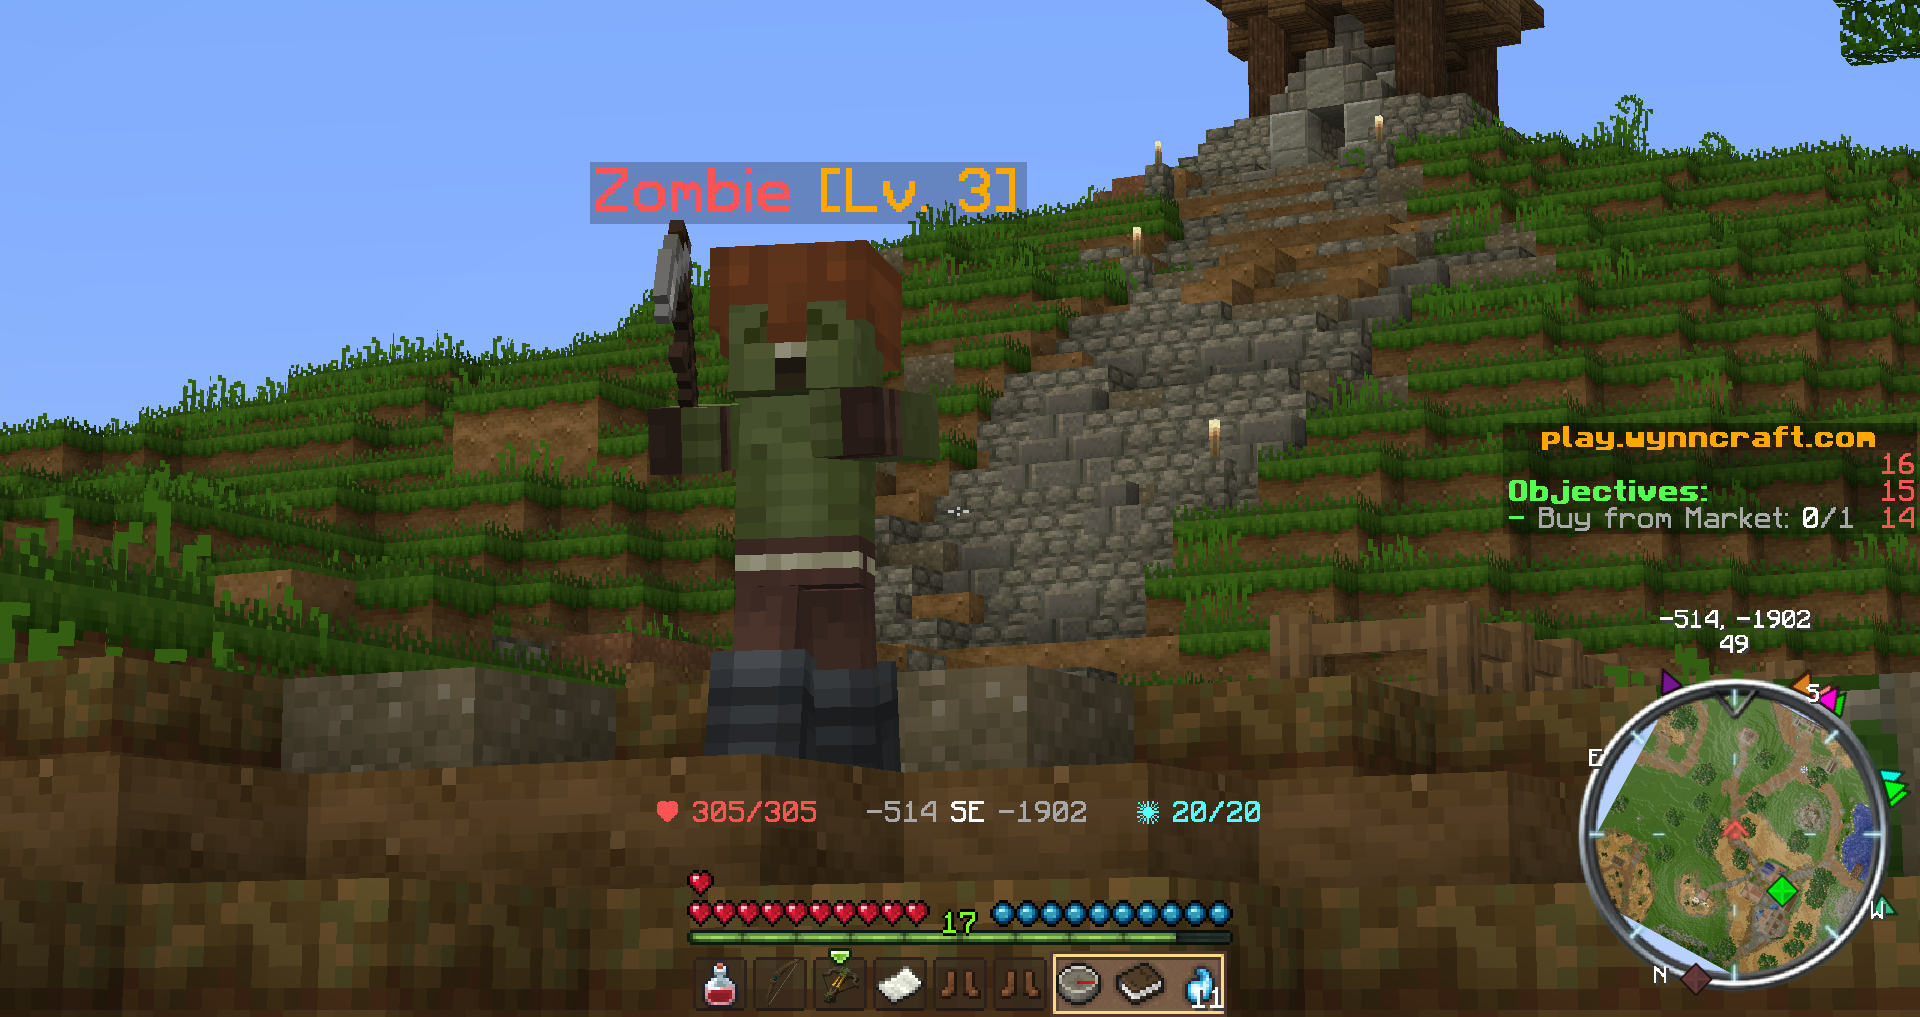 Zombie [Lv. 3]
play.wynncraft.com
16
Objectives: 15
- Buy from Market: 0/1 14
-514, -1902
49
S
E
W
N
305/305 -514 SE -1902 20/20
17
11